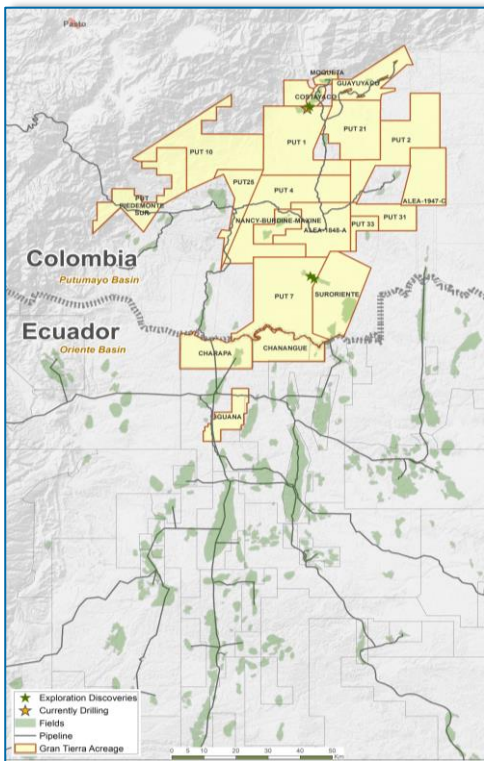 Pasto
MOQUETA
GUAYUYACO
COSTAYACO
PUT 1
PUT 21
PUT 2
PUT 10
PUT25
PUT 4
ALEA-1947-C
PUT
PIEDEMONTE
SUR
NANCY-BURDINE-MAXINE
PUT 31
PUT 33
ALEA-1848-A
Colombia
Putumayo Basin
PUT 7
SURORIENTE
Ecuador
Oriente Basin
CHARAPA
CHANANGUE
IGUANA
Exploration Discoveries
Currently Drilling
Fields
Pipeline
Gran Tierra Acreage
0 10 20 30 40 50
Km